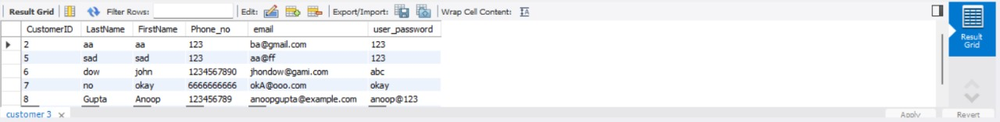 Result Grid Filter Rows: Edit: Export/Import: Wrap Cell Content:
CustomerID LastName FirstName Phone_no email user_password
2 aa aa 123 ba@gmail.com 123
5 sad sad 123 aa@ff 123
6 dow john 1234567890 jhondow@gami.com abc
7 no okay 6666666666 okA@ooo.com okay
8 Gupta Anoop 123456789 anoopgupta@example.com anoop@123
Result
Grid
customer 3 x Apply Revert